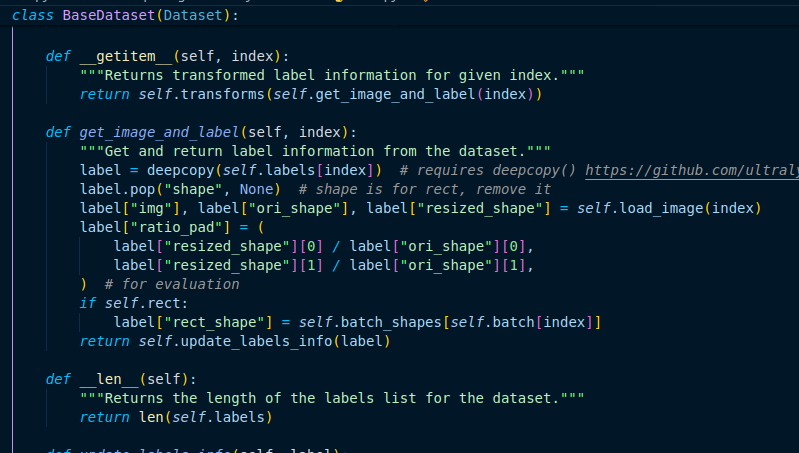 class BaseDataset(Dataset):
def __getitem__(self, index):
"""Returns transformed label information for given index."""
return self.transforms(self.get_image_and_label(index))
def get_image_and_label(self, index):
"""Get and return label information from the dataset."""
label = deepcopy(self.labels[index])  # requires deepcopy() https://github.com/ultraly
label.pop("shape", None)  # shape is for rect, remove it
label["img"], label["ori_shape"], label["resized_shape"] = self.load_image(index)
label["ratio_pad"] = (
label["resized_shape"][0] / label["ori_shape"][0],
label["resized_shape"][1] / label["ori_shape"][1],
)  # for evaluation
if self.rect:
label["rect_shape"] = self.batch_shapes[self.batch[index]]
return self.update_labels_info(label)
def __len__(self):
"""Returns the length of the labels list for the dataset."""
return len(self.labels)
def update_labels_info(self, label):